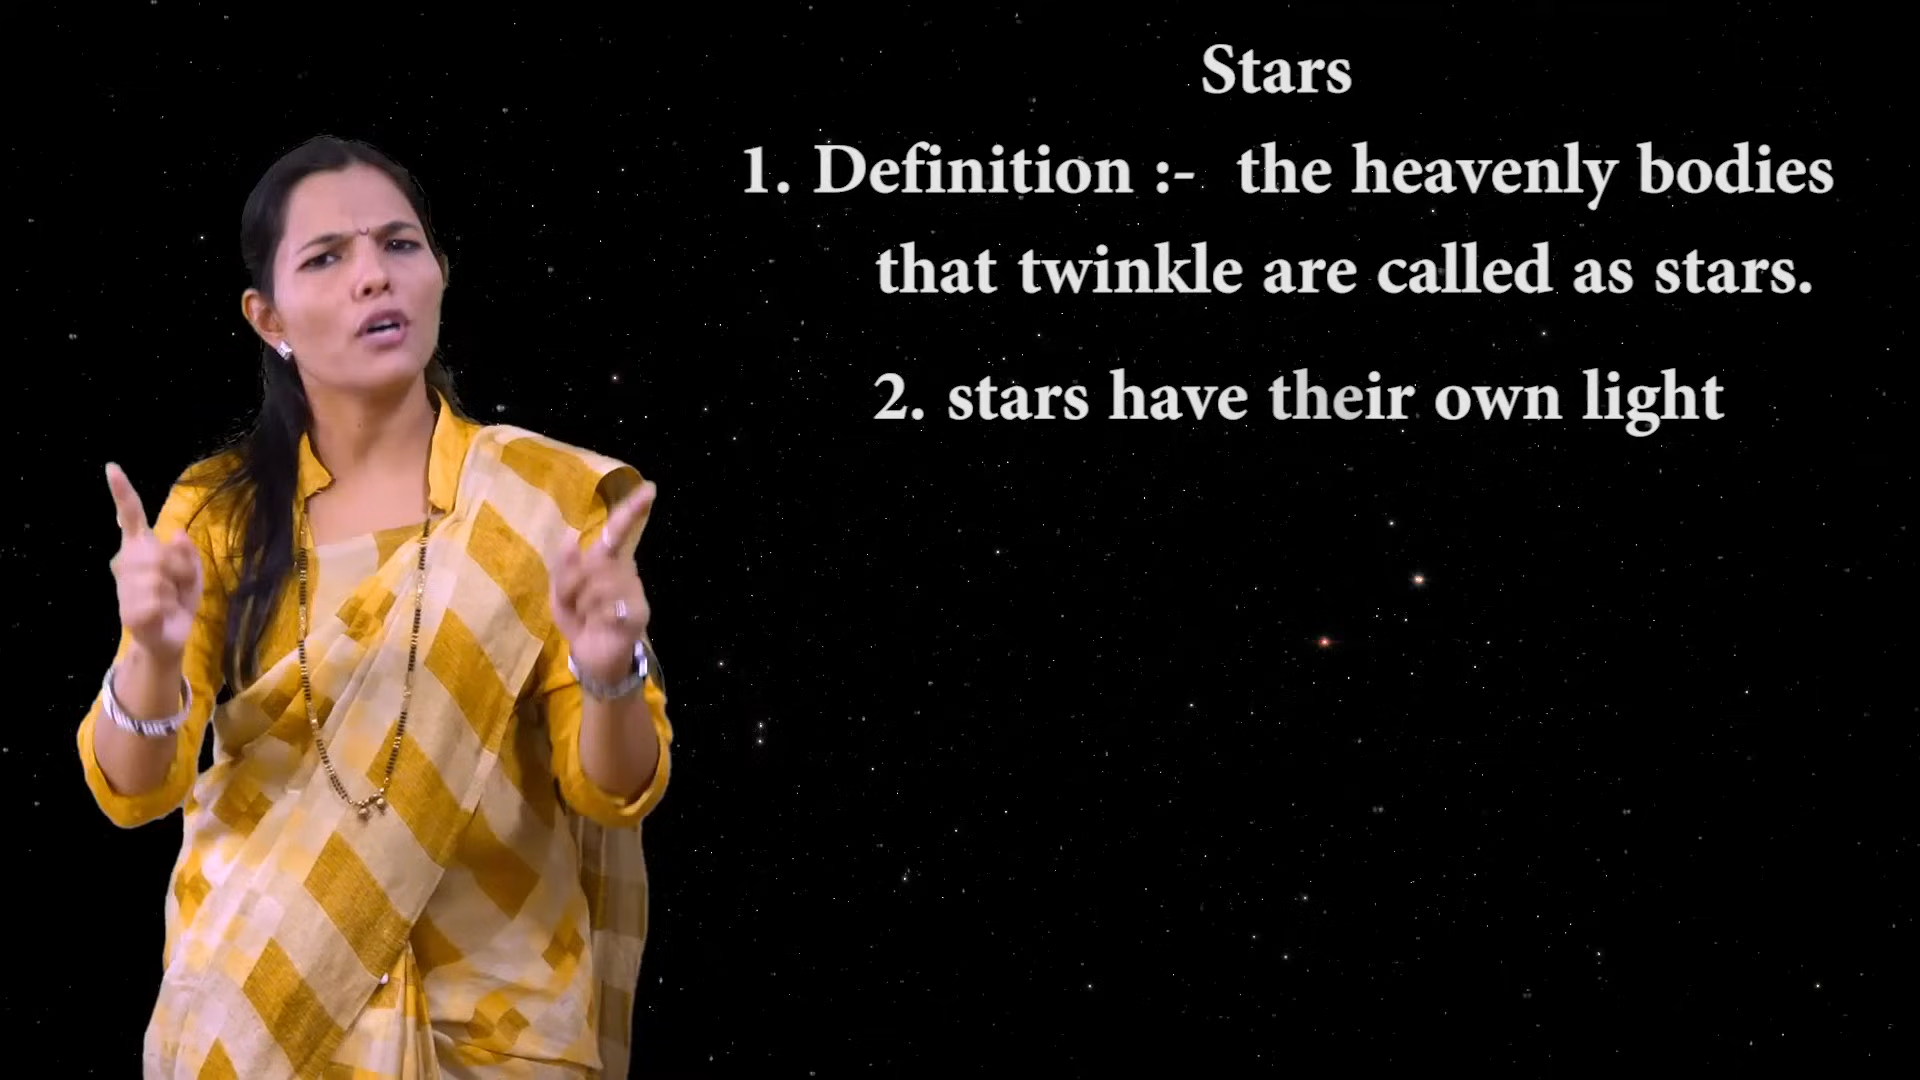 Stars
1. Definition :- the heavenly bodies
that twinkle are called as stars.
2. stars have their own light